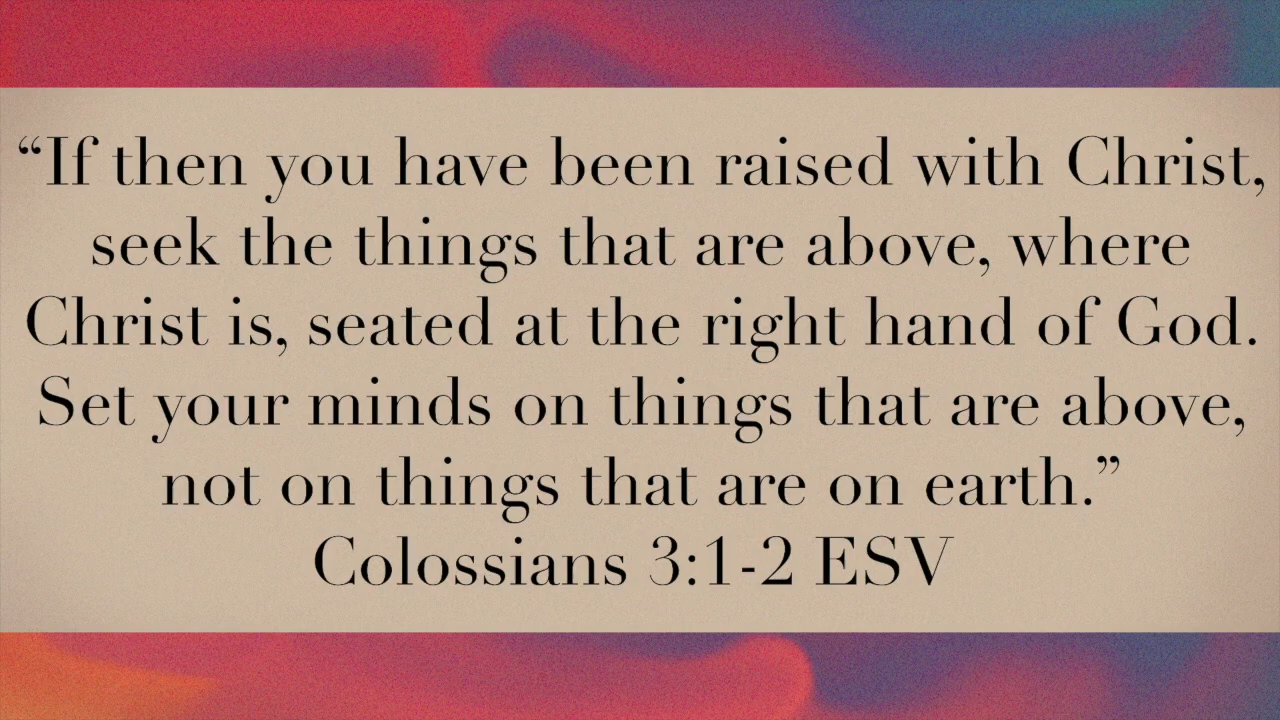 “If then you have been raised with Christ,
seek the things that are above, where
Christ is, seated at the right hand of God.
Set your minds on things that are above,
not on things that are on earth.”
Colossians 3:1-2 ESV